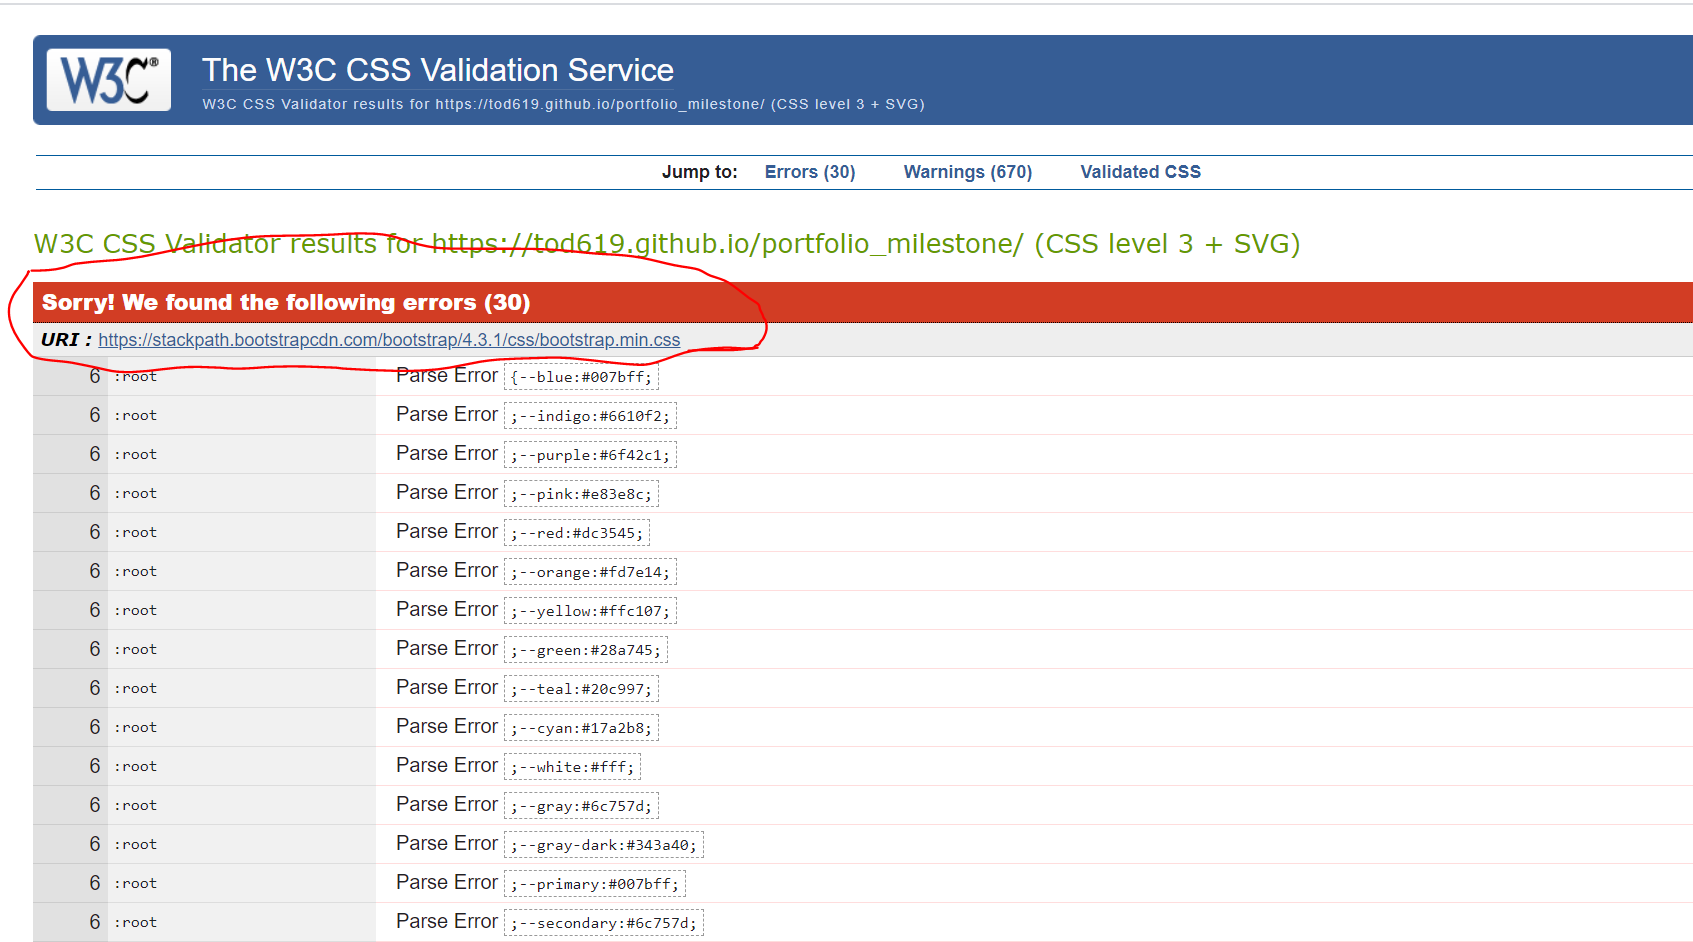 W3C®
The W3C CSS Validation Service
W3C CSS Validator results for https://tod619.github.io/portfolio_milestone/ (CSS level 3 + SVG)
Jump to: Errors (30) Warnings (670) Validated CSS
W3C CSS Validator results for https://tod619.github.io/portfolio_milestone/ (CSS level 3 + SVG)
Sorry! We found the following errors (30)
URI : https://stackpath.bootstrapcdn.com/bootstrap/4.3.1/css/bootstrap.min.css
6 :root Parse Error {--blue:#007bff;
6 :root Parse Error ;--indigo:#6610f2;
6 :root Parse Error ;--purple:#6f42c1;
6 :root Parse Error ;--pink:#e83e8c;
6 :root Parse Error ;--red:#dc3545;
6 :root Parse Error ;--orange:#fd7e14;
6 :root Parse Error ;--yellow:#ffc107;
6 :root Parse Error ;--green:#28a745;
6 :root Parse Error ;--teal:#20c997;
6 :root Parse Error ;--cyan:#17a2b8;
6 :root Parse Error ;--white:#fff;
6 :root Parse Error ;--gray:#6c757d;
6 :root Parse Error ;--gray-dark:#343a40;
6 :root Parse Error ;--primary:#007bff;
6 :root Parse Error ;--secondary:#6c757d;